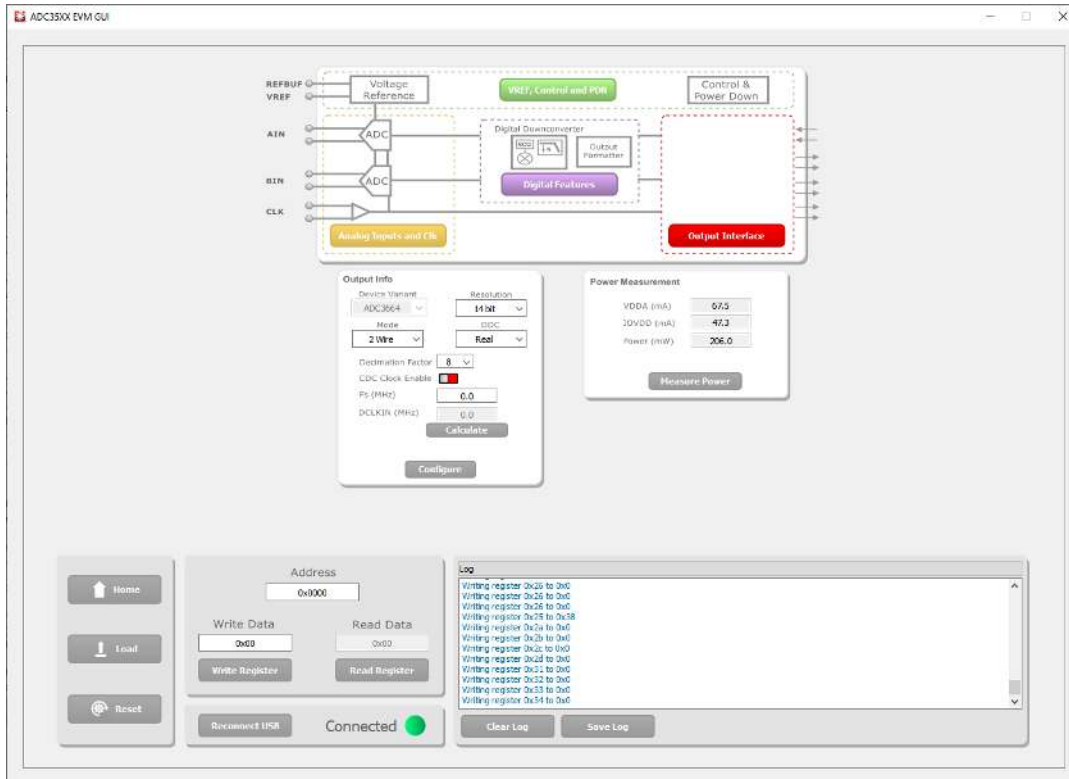 ADC35XX EVM GUI
REFBUF
VREF
Voltage
Reference
VREF, Control and PDN
Control &
Power Down
AIN
ADC
Digital Downconverter
NCO
Output
Formatter
BIN
ADC
Digital Features
CLK
Analog Inputs and Clk
Output Interface
Output Info
Device Variant
Resolution
ADC3664
14 bit
Mode
DDC
2 Wire
Real
Decimation Factor
8
CDC Clock Enable
Fs (MHz)
0.0
DCLKIN (MHz)
0.0
Calculate
Configure
Power Measurement
VDDA (mA)
67.5
IOVDD (mA)
47.3
Power (mW)
206.0
Measure Power
Home
Load
Reset
Address
0x0000
Write Data
Read Data
0x00
0x00
Write Register
Read Register
Reconnect USB
Connected
Log
Writing register 0x26 to 0x0
Writing register 0x26 to 0x0
Writing register 0x26 to 0x0
Writing register 0x25 to 0x38
Writing register 0x2a to 0x0
Writing register 0x2b to 0x0
Writing register 0x2c to 0x0
Writing register 0x2d to 0x0
Writing register 0x31 to 0x0
Writing register 0x32 to 0x0
Writing register 0x33 to 0x0
Writing register 0x34 to 0x0
Clear Log
Save Log